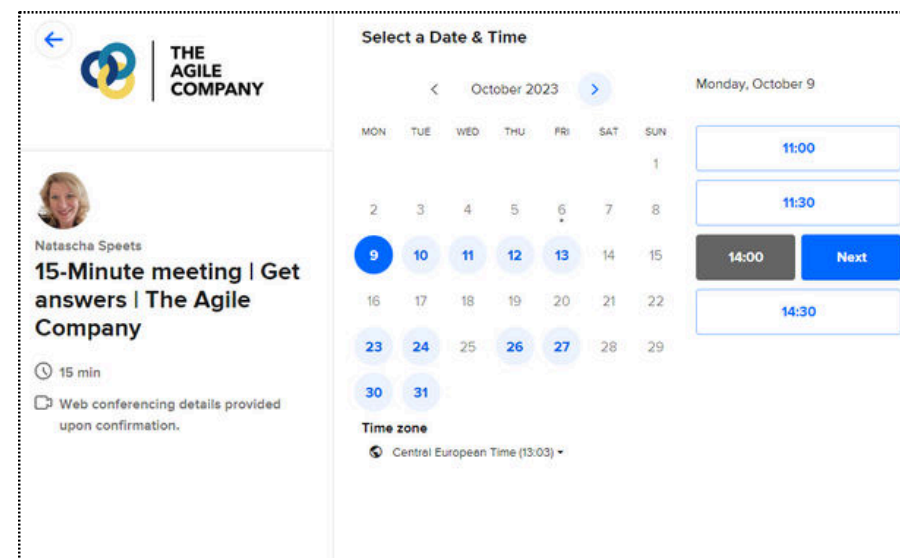 THE
AGILE
COMPANY
Natascha Speets
15-Minute meeting | Get
answers | The Agile
Company
15 min
Web conferencing details provided
upon confirmation.
Select a Date & Time
October 2023
MON TUE WED THU FRI SAT SUN
1
2 3 4 5 6 7 8
9 10 11 12 13 14 15
16 17 18 19 20 21 22
23 24 25 26 27 28 29
30 31
Time zone
Central European Time (13:03)
Monday, October 9
11:00
11:30
14:00 Next
14:30